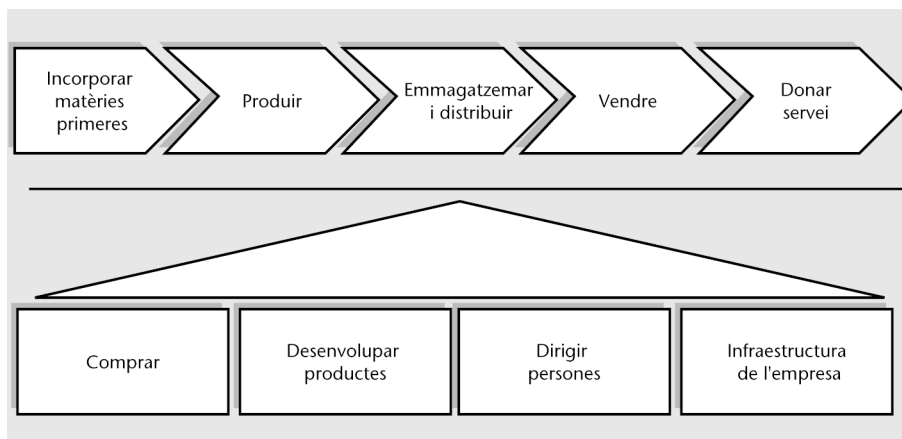 Incorporar
matèries
primeres
Produir
Emmagatzemar
i distribuir
Vendre
Donar
servei
Comprar
Desenvolupar
productes
Dirigir
persones
Infraestructura
de l'empresa